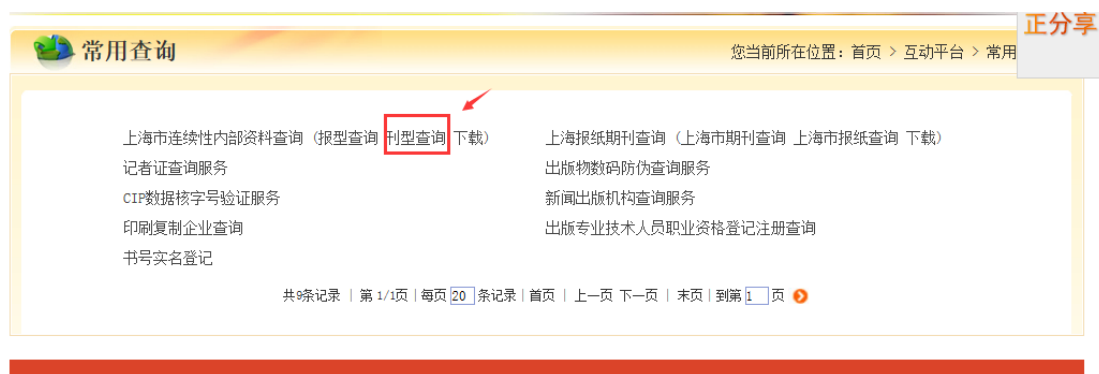 正分享
常用查询
您当前所在位置：首页 > 互动平台 > 常用
上海市连续性内部资料查询（报型查询 刊型查询 下载）
上海报纸期刊查询（上海市期刊查询 上海市报纸查询 下载）
记者证查询服务
出版物数码防伪查询服务
CIP数据核字号验证服务
新闻出版机构查询服务
印刷复制企业查询
出版专业技术人员职业资格登记注册查询
书号实名登记
共9条记录 | 第 1/1页 | 每页 20 条记录 | 首页 | 上一页 下一页 | 末页 | 到第 1 页